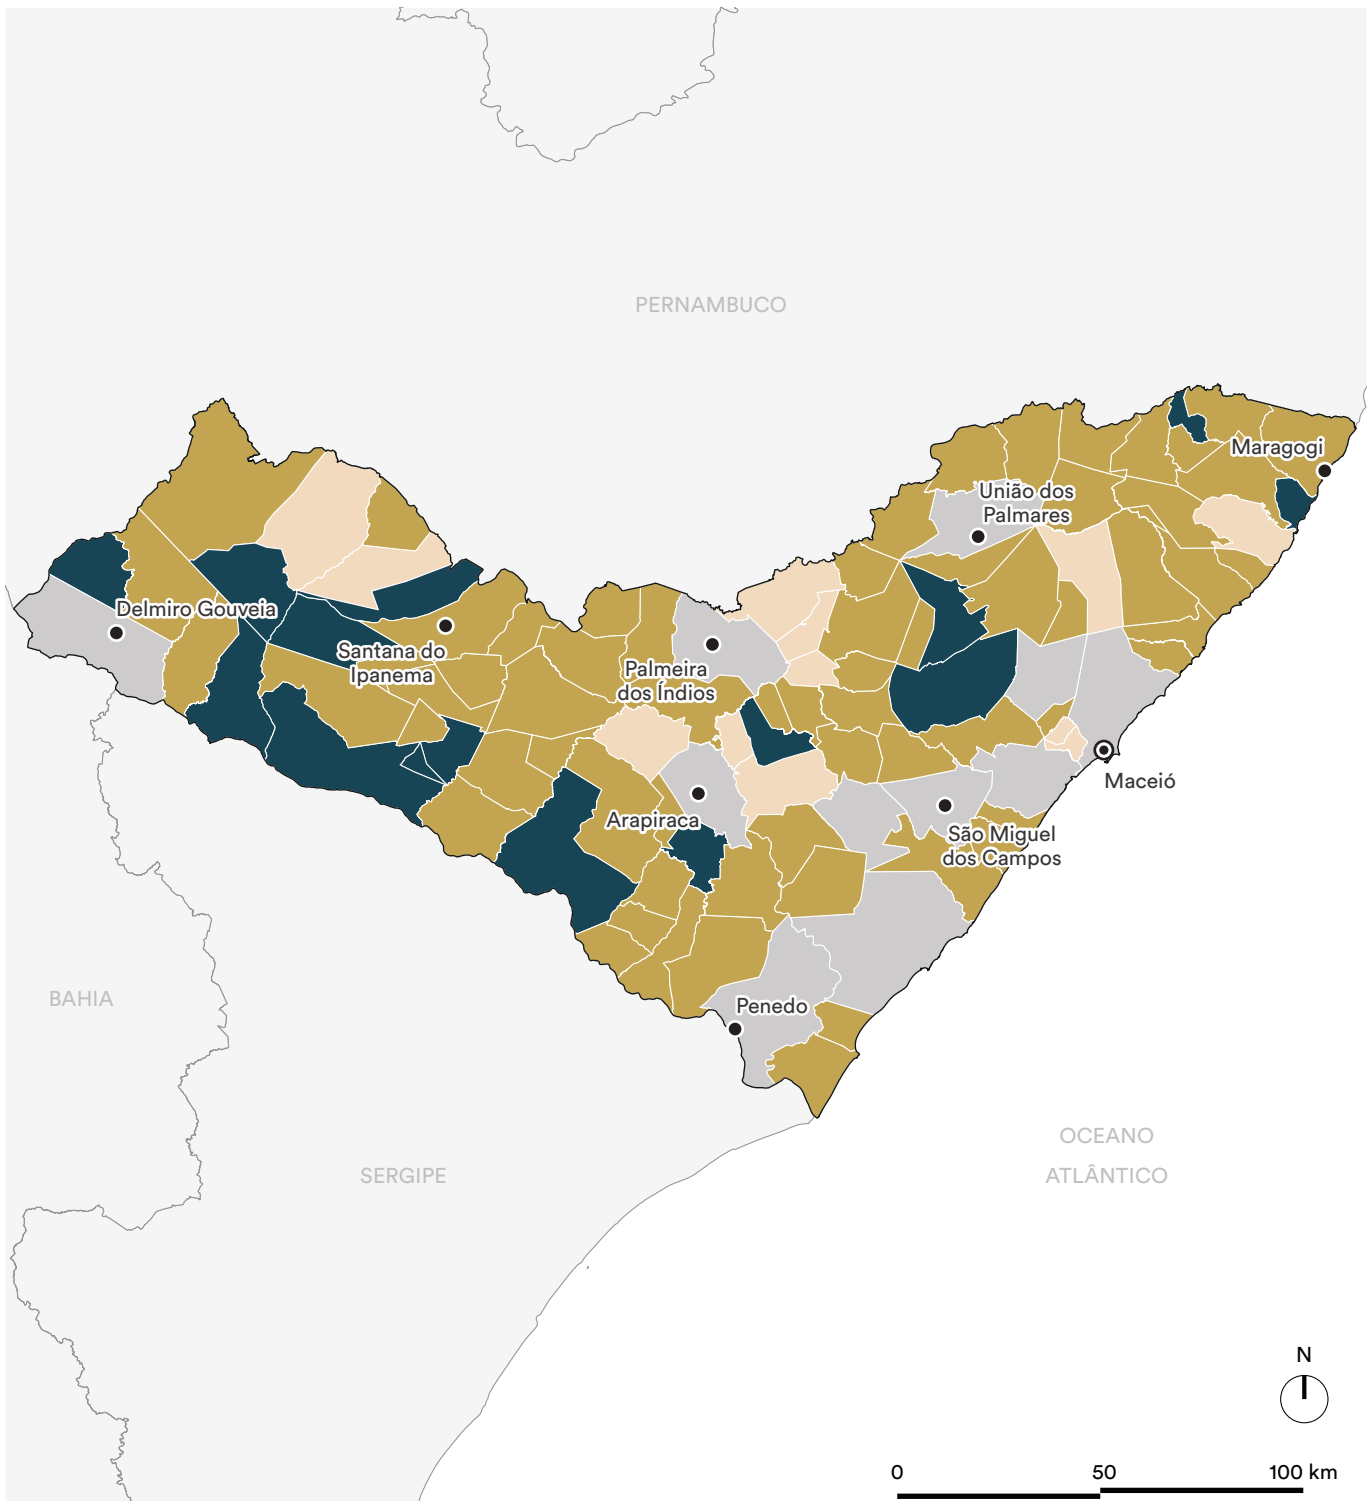 PERNAMBUCO
Maragogi
União dos
Palmares
Delmiro Gouveia
Santana do
Ipanema
Palmeira
dos Índios
Maceió
Arapiraca
São Miguel
dos Campos
BAHIA
Penedo
OCEANO
ATLÂNTICO
SERGIPE
N
0 50 100 km